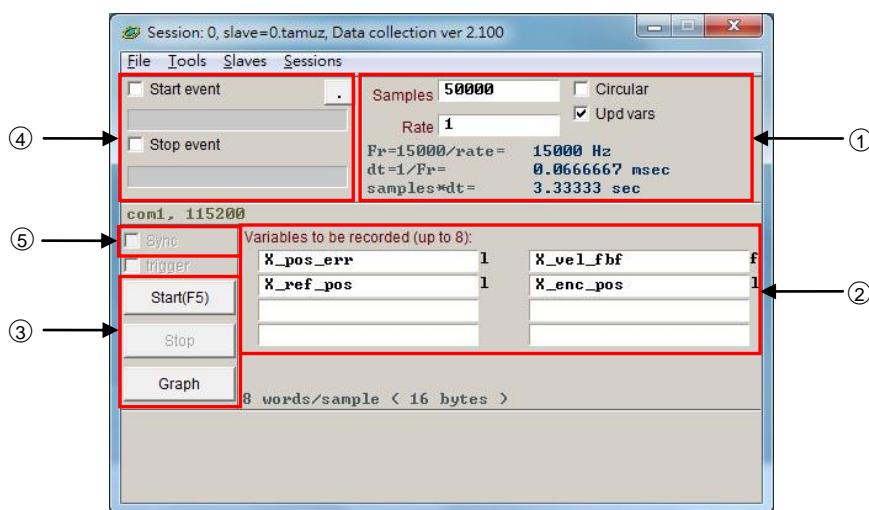 Session: 0, slave=0.tamuz, Data collection ver 2.100
File Tools Slaves Sessions
Start event .
Stop event
Samples 50000
Circular
Rate 1
Upd vars
Fr=15000/rate= 15000 Hz
dt=1/Fr= 0.0666667 msec
samples*dt= 3.33333 sec
com1, 115200
Sync
trigger
Variables to be recorded (up to 8):
X_pos_err l X_vel_fbf f
X_ref_pos l X_enc_pos l
Start(F5)
Stop
Graph
8 words/sample ( 16 bytes )
④
①
⑤
②
③